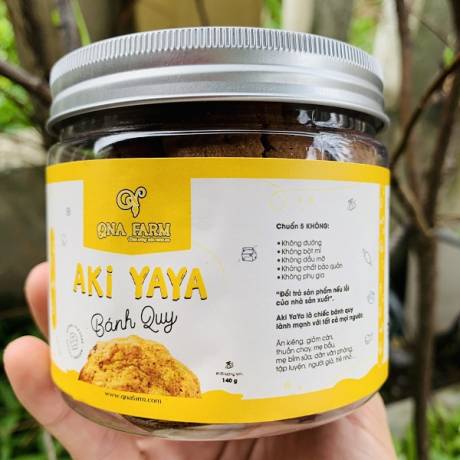 QNA FARM
AKI YAYA
Bánh Quy
www.qnafarm.com
140 g
Chuẩn 5 KHÔNG:
• Không đường
• Không bột mì
• Không dầu mỡ
• Không chất bảo quản
• Không phụ gia
"Đổi trả sản phẩm nếu lỗi
của nhà sản xuất".
Aki YaYa là chiếc bánh quy
lành mạnh với tất cả mọi người:
Ăn kiêng, giảm cân,
thuần chay, mẹ bầu,
mẹ bỉm sữa, dân văn phòng,
tập luyện, người già, trẻ nhỏ...